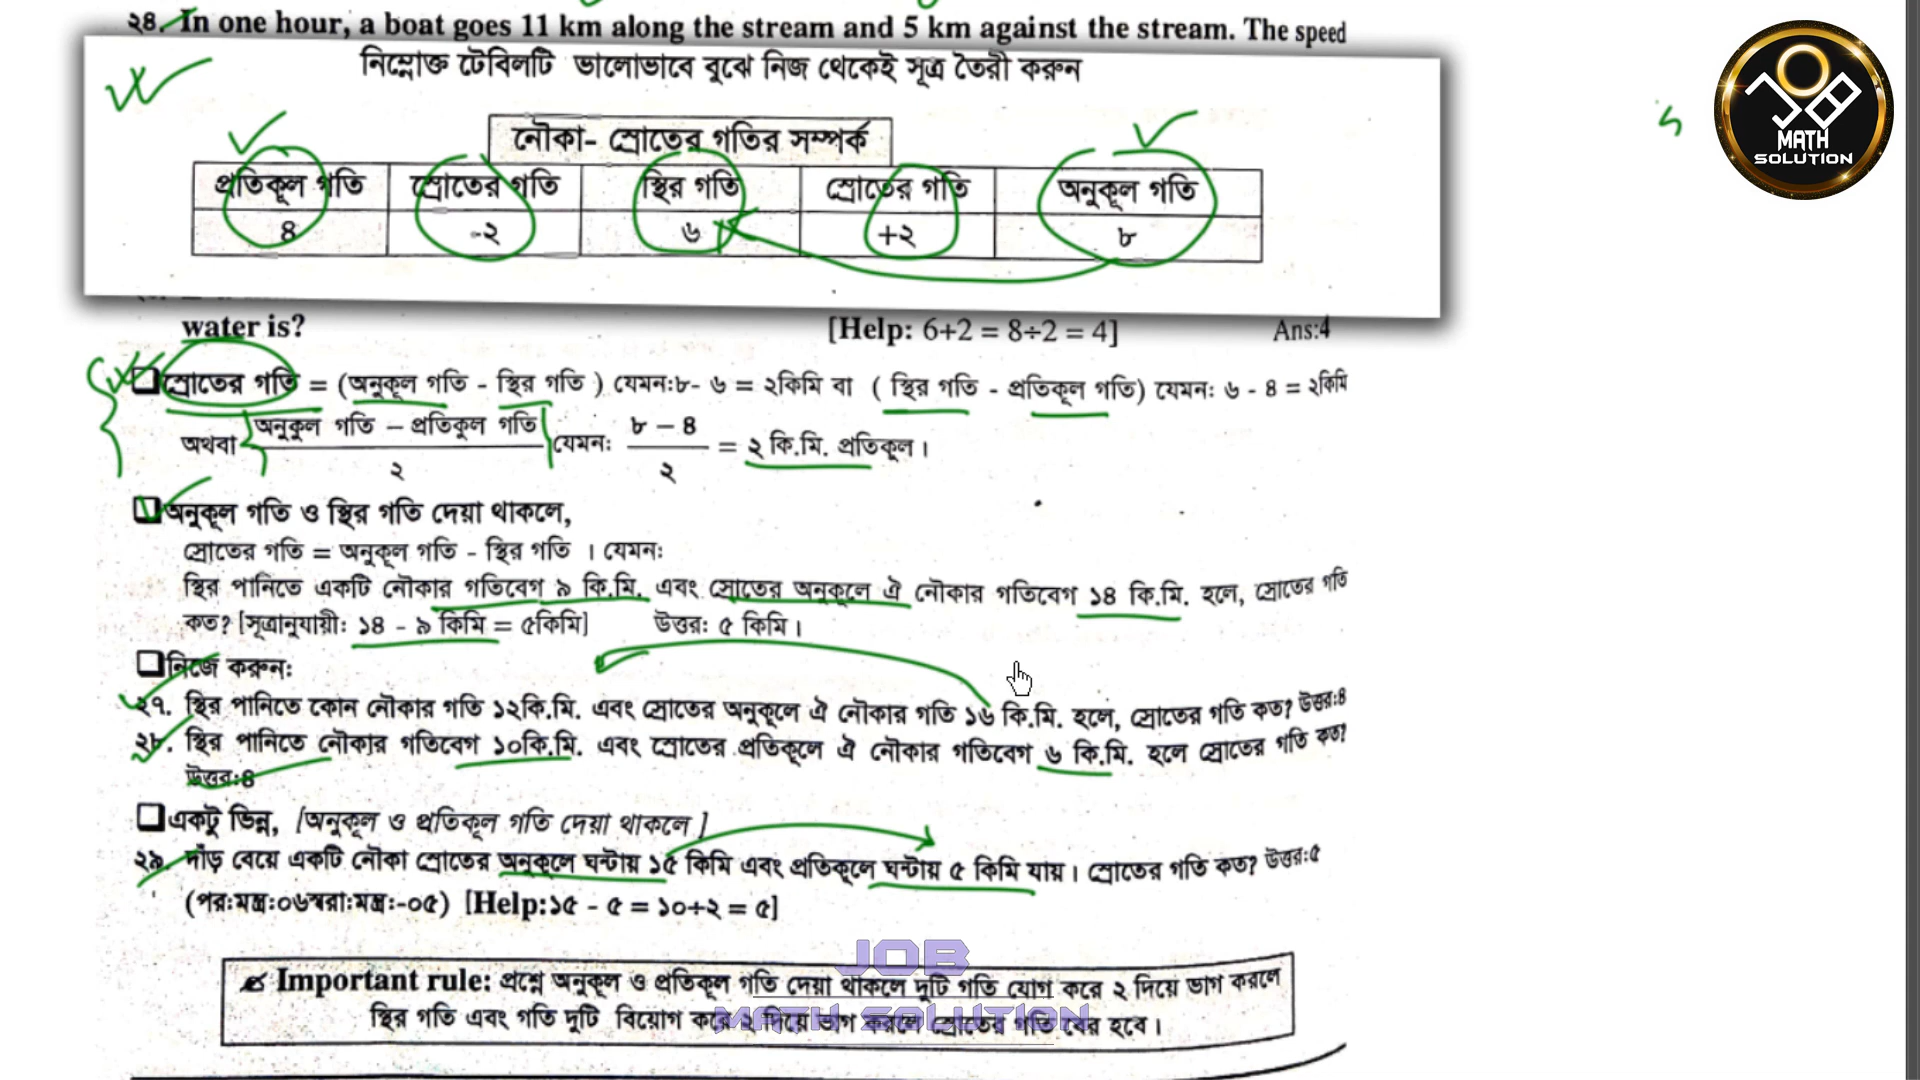 ২৪. In one hour, a boat goes 11 km along the stream and 5 km against the stream. The speed
নিম্নোক্ত টেবিলটি ভালোভাবে বুঝে নিজ থেকেই সূত্র তৈরী করুন
নৌকা- স্রোতের গতির সম্পর্ক
প্রতিকূল গতি স্রোতের গতি স্থির গতি স্রোতের গতি অনুকূল গতি
৪ -২ ৬ +২ ৮
water is? [Help: 6+2 = 8÷2 = 4] Ans:4
স্রোতের গতি = (অনুকূল গতি - স্থির গতি ) যেমন:৮- ৬ = ২কিমি বা ( স্থির গতি - প্রতিকূল গতি) যেমন: ৬ - ৪ = ২কিমি
অথবা অনুকুল গতি – প্রতিকুল গতি / ২ যেমন: ৮ – ৪ / ২ = ২ কি.মি. প্রতিকূল।
অনুকূল গতি ও স্থির গতি দেয়া থাকলে,
স্রোতের গতি = অনুকূল গতি - স্থির গতি । যেমন:
স্থির পানিতে একটি নৌকার গতিবেগ ৯ কি.মি. এবং স্রোতের অনুকূলে ঐ নৌকার গতিবেগ ১৪ কি.মি. হলে, স্রোতের গতি
কত? [সূত্রানুযায়ী: ১৪ - ৯ কিমি = ৫কিমি] উত্তর: ৫ কিমি।
নিজে করুন:
২৭. স্থির পানিতে কোন নৌকার গতি ১২কি.মি. এবং স্রোতের অনুকূলে ঐ নৌকার গতি ১৬ কি.মি. হলে, স্রোতের গতি কত? উত্তর:৪
২৮. স্থির পানিতে নৌকার গতিবেগ ১০কি.মি. এবং স্রোতের প্রতিকূলে ঐ নৌকার গতিবেগ ৬ কি.মি. হলে স্রোতের গতি কত?
উত্তর:৪
একটু ভিন্ন, [অনুকূল ও প্রতিকূল গতি দেয়া থাকলে]
২৯. দাঁড় বেয়ে একটি নৌকা স্রোতের অনুকূলে ঘন্টায় ১৫ কিমি এবং প্রতিকূলে ঘন্টায় ৫ কিমি যায়। স্রোতের গতি কত? উত্তর:৫
(পর:মন্ত্র:০৬স্বরা:মন্ত্র:-০৫) [Help:১৫ - ৫ = ১০÷২ = ৫]
Important rule: প্রশ্নে অনুকূল ও প্রতিকূল গতি দেয়া থাকলে দুটি গতি যোগ করে ২ দিয়ে ভাগ করলে
স্থির গতি এবং গতি দুটি বিয়োগ করে ২ দিয়ে ভাগ করলে স্রোতের গতি বের হবে।
JOB
MATH SOLUTION
MATH
SOLUTION